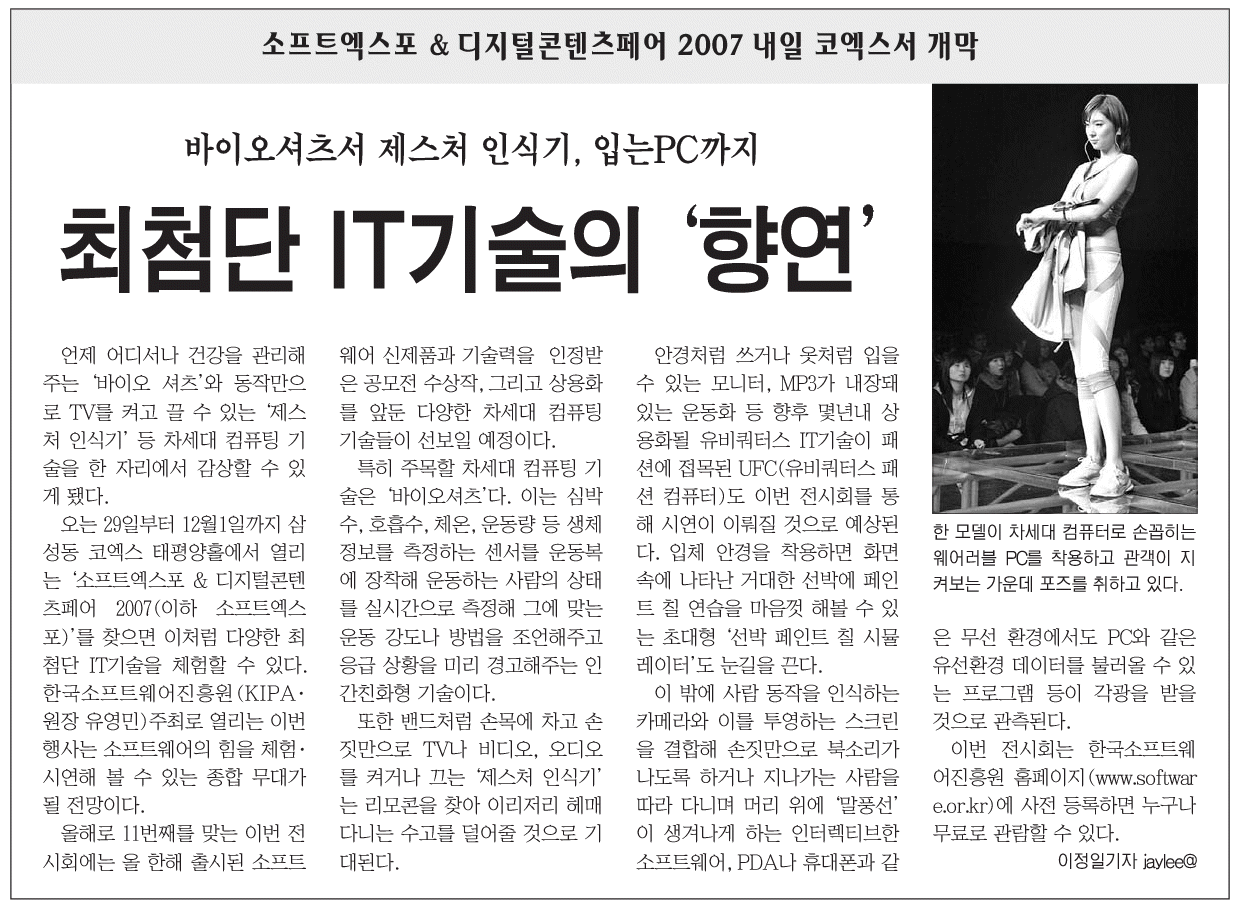 소프트엑스포 & 디지털콘텐츠페어 2007 내일 코엑스서 개막
바이오셔츠서 제스처 인식기, 입는PC까지
최첨단 IT기술의 ‘향연’
언제 어디서나 건강을 관리해
주는 ‘바이오 셔츠’와 동작만으
로 TV를 켜고 끌 수 있는 ‘제스
처 인식기’ 등 차세대 컴퓨팅 기
술을 한 자리에서 감상할 수 있
게 됐다.
오는 29일부터 12월1일까지 삼
성동 코엑스 태평양홀에서 열리
는 ‘소프트엑스포 & 디지털콘텐
츠페어 2007(이하 소프트엑스
포)’를 찾으면 이처럼 다양한 최
첨단 IT기술을 체험할 수 있다.
한국소프트웨어진흥원(KIPA·
원장 유영민)주최로 열리는 이번
행사는 소프트웨어의 힘을 체험·
시연해 볼 수 있는 종합 무대가
될 전망이다.
올해로 11번째를 맞는 이번 전
시회에는 올 한해 출시된 소프트
웨어 신제품과 기술력을 인정받
은 공모전 수상작, 그리고 상용화
를 앞둔 다양한 차세대 컴퓨팅
기술들이 선보일 예정이다.
특히 주목할 차세대 컴퓨팅 기
술은 ‘바이오셔츠’다. 이는 심박
수, 호흡수, 체온, 운동량 등 생체
정보를 측정하는 센서를 운동복
에 장착해 운동하는 사람의 상태
를 실시간으로 측정해 그에 맞는
운동 강도나 방법을 조언해주고
응급 상황을 미리 경고해주는 인
간친화형 기술이다.
또한 밴드처럼 손목에 차고 손
짓만으로 TV나 비디오, 오디오
를 켜거나 끄는 ‘제스처 인식기’
는 리모콘을 찾아 이리저리 헤매
다니는 수고를 덜어줄 것으로 기
대된다.
안경처럼 쓰거나 옷처럼 입을
수 있는 모니터, MP3가 내장돼
있는 운동화 등 향후 몇년내 상
용화될 유비쿼터스 IT기술이 패
션에 접목된 UFC(유비쿼터스 패
션 컴퓨터)도 이번 전시회를 통
해 시연이 이뤄질 것으로 예상된
다. 입체 안경을 착용하면 화면
속에 나타난 거대한 선박에 페인
트 칠 연습을 마음껏 해볼 수 있
는 초대형 ‘선박 페인트 칠 시뮬
레이터’도 눈길을 끈다.
이 밖에 사람 동작을 인식하는
카메라와 이를 투영하는 스크린
을 결합해 손짓만으로 북소리가
나도록 하거나 지나가는 사람을
따라 다니며 머리 위에 ‘말풍선’
이 생겨나게 하는 인터렉티브한
소프트웨어, PDA나 휴대폰과 같
한 모델이 차세대 컴퓨터로 손꼽히는
웨어러블 PC를 착용하고 관객이 지
켜보는 가운데 포즈를 취하고 있다.
은 무선 환경에서도 PC와 같은
유선환경 데이터를 불러올 수 있
는 프로그램 등이 각광을 받을
것으로 관측된다.
이번 전시회는 한국소프트웨
어진흥원 홈페이지(www.softwar
e.or.kr)에 사전 등록하면 누구나
무료로 관람할 수 있다.
이정일기자 jaylee@